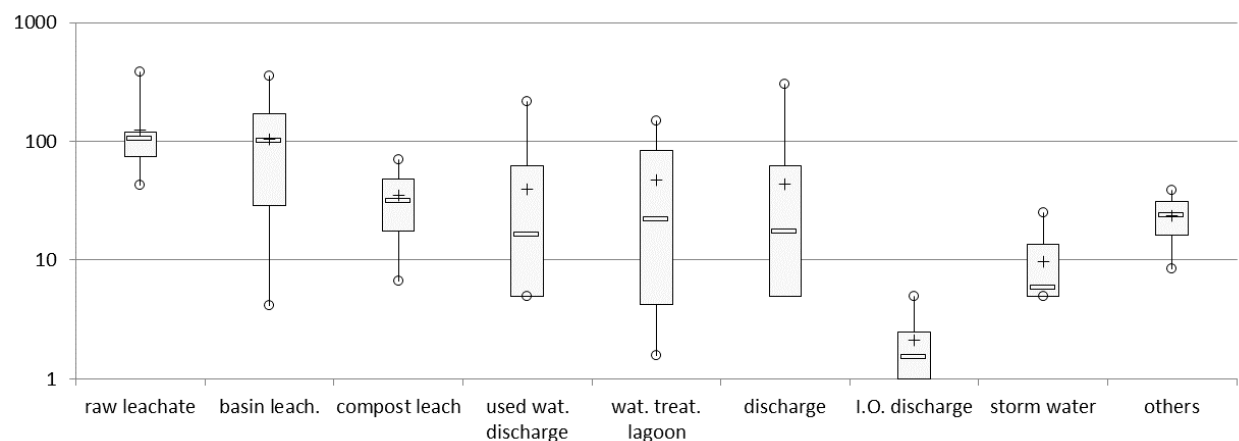 1000
100
10
1
raw leachate
basin leach.
compost leach
used wat.
discharge
wat. treat.
lagoon
discharge
I.O. discharge
storm water
others